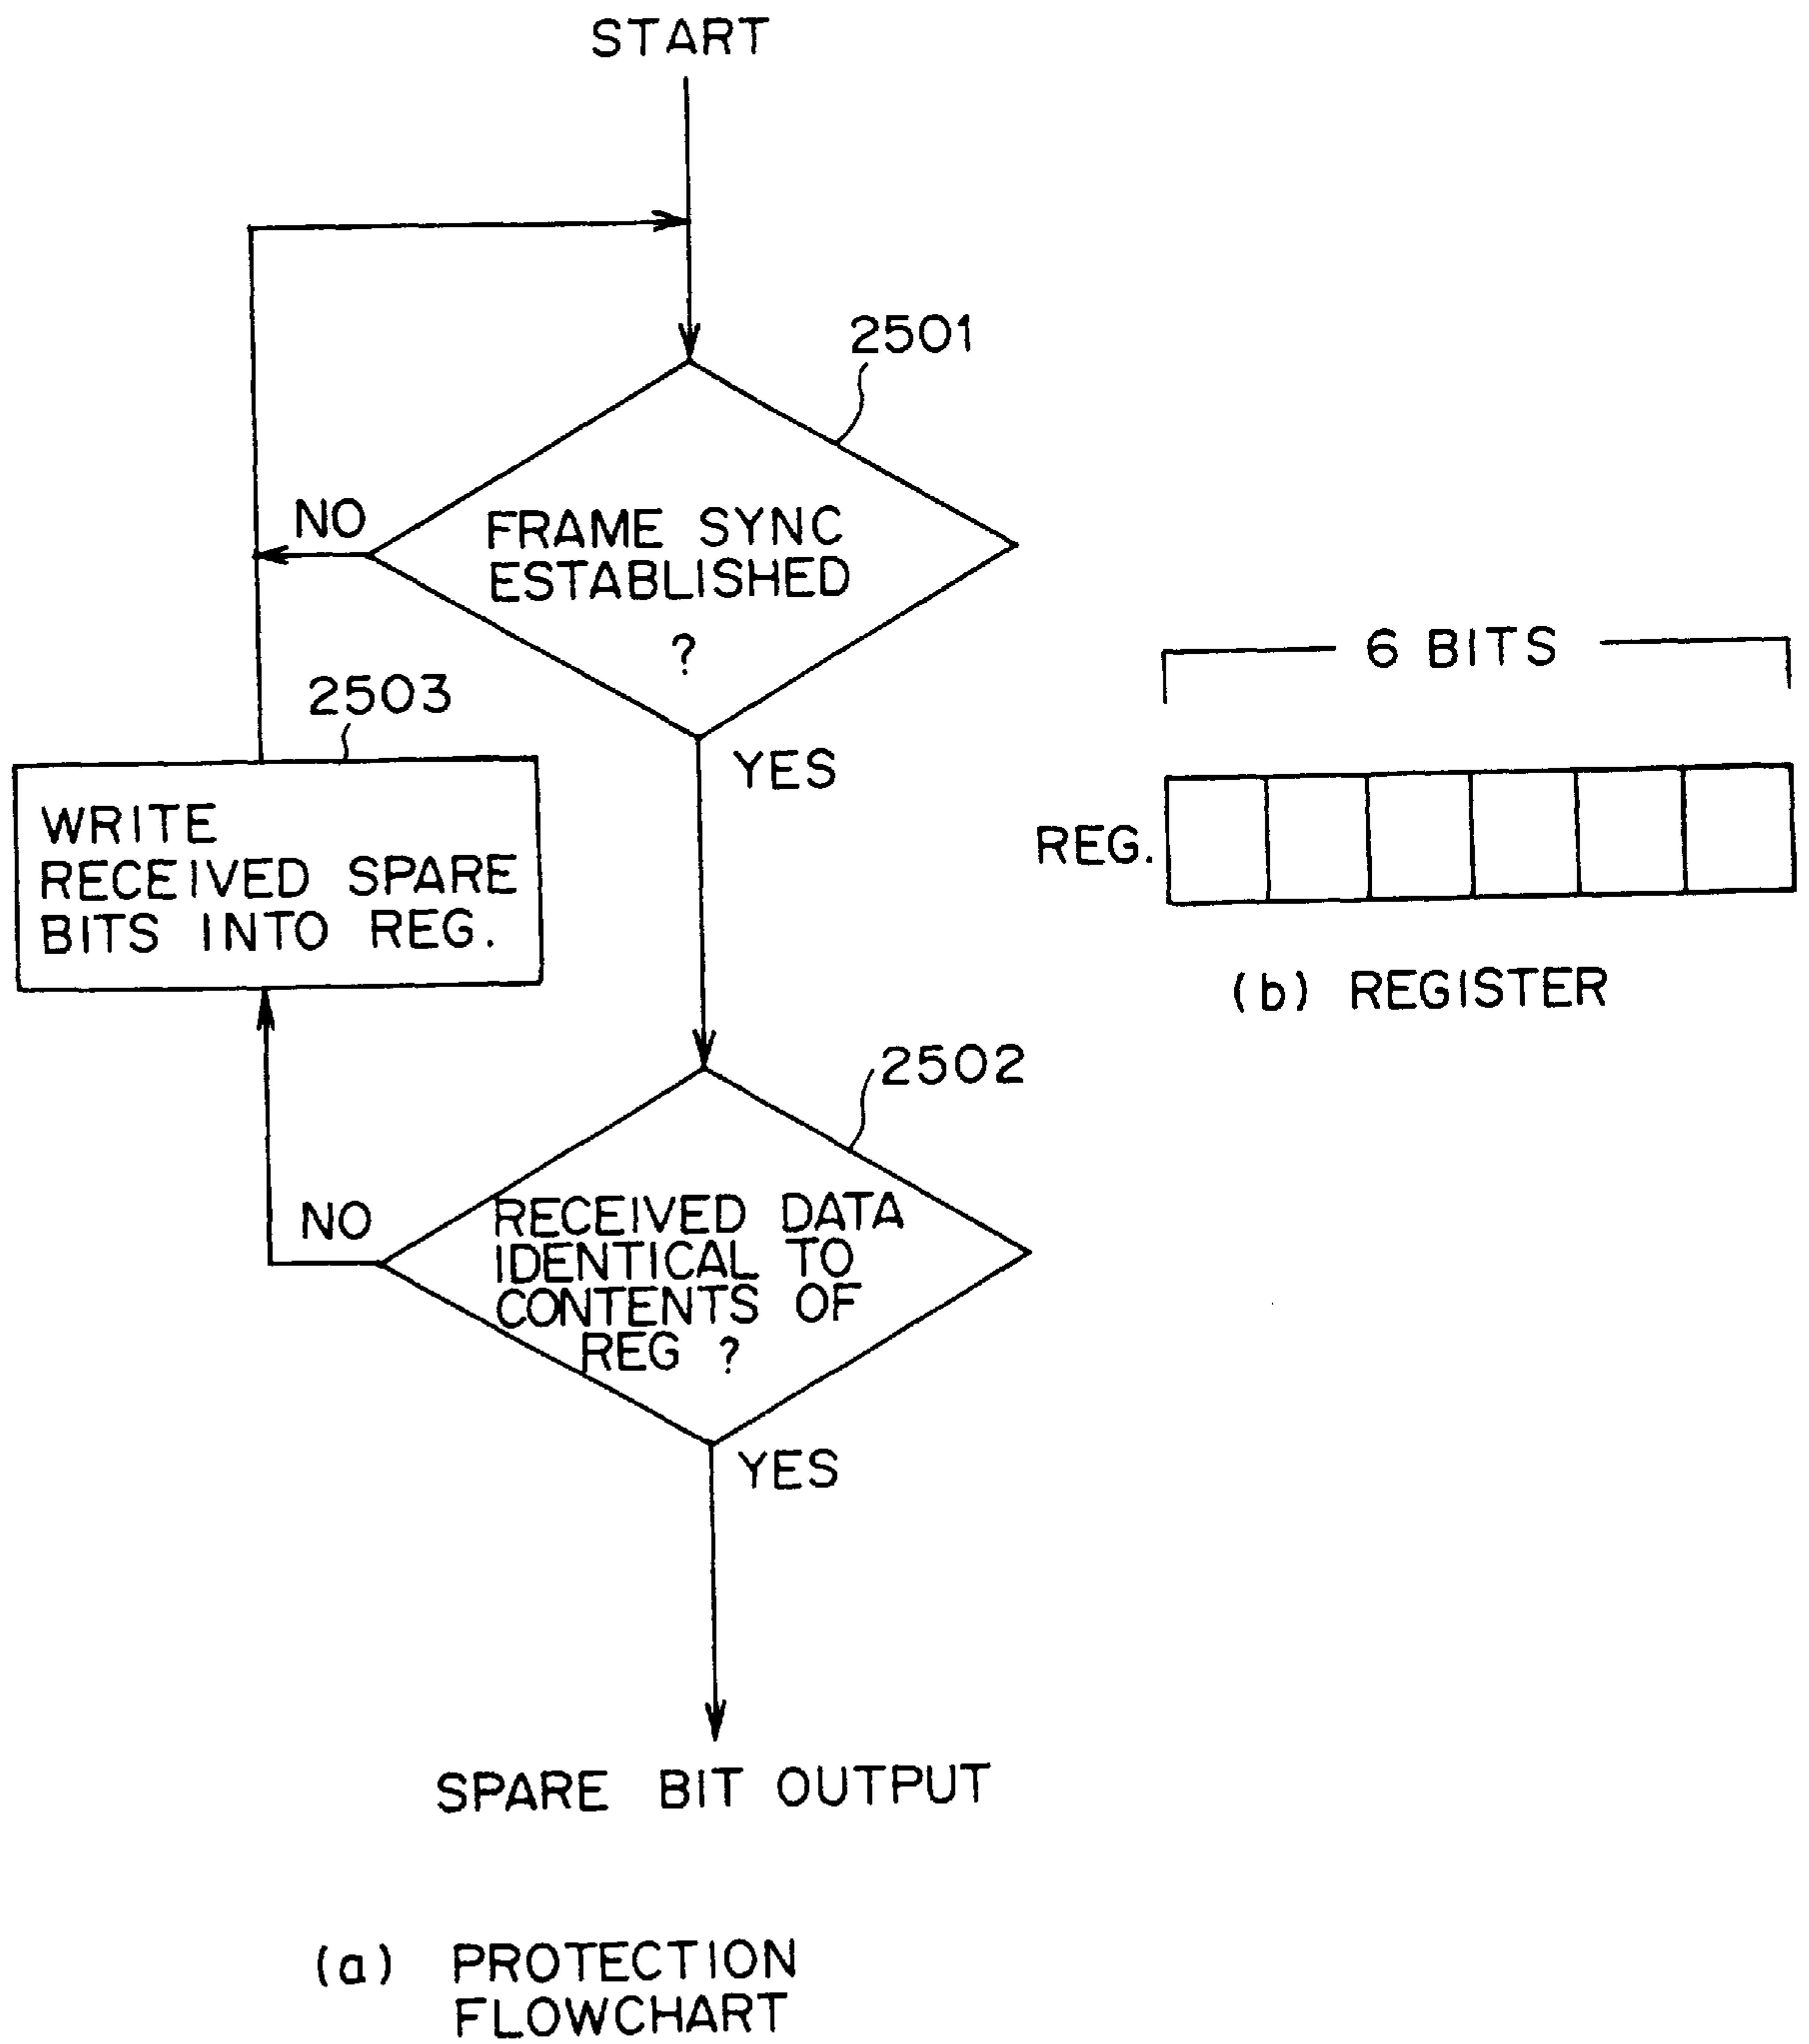 START
2501
NO
FRAME SYNC
ESTABLISHED
?
6 BITS
2503
YES
WRITE
RECEIVED SPARE
BITS INTO REG.
REG.
(b) REGISTER
2502
NO
RECEIVED DATA
IDENTICAL TO
CONTENTS OF
REG ?
YES
SPARE BIT OUTPUT
(a) PROTECTION
FLOWCHART